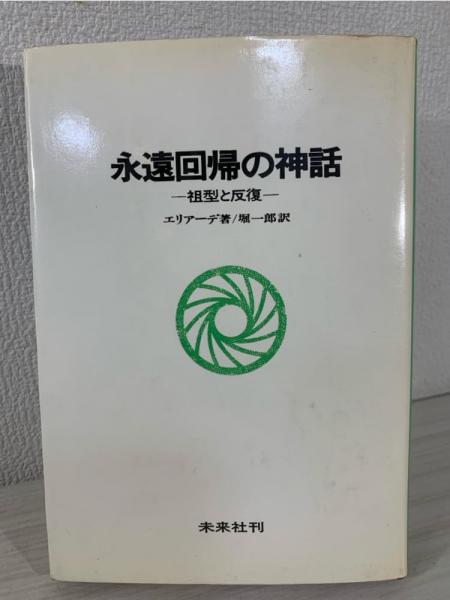 永遠回帰の神話
―祖型と反復―
エリアーデ著/堀一郎訳
未来社刊